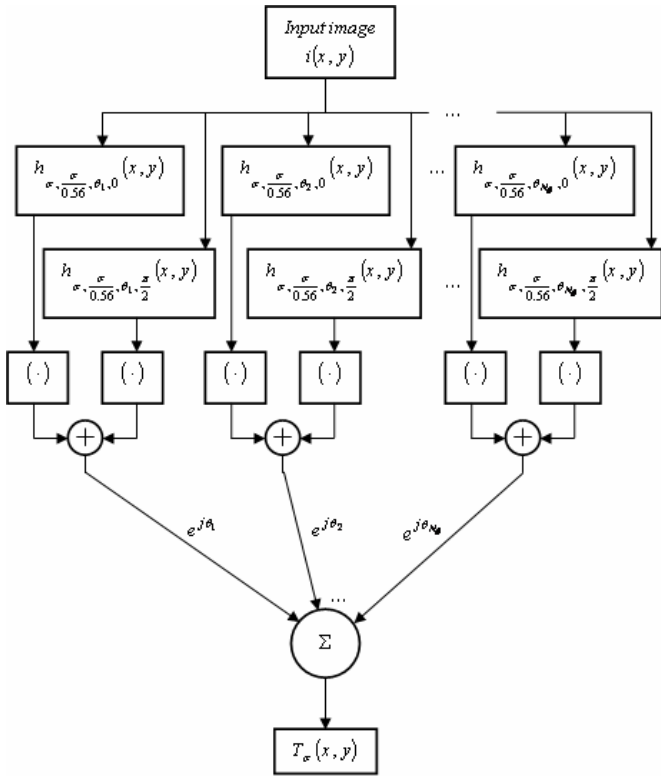 Input image
i(x, y)
...
h_{σ, σ/0.56, θ_1, 0}(x, y)
h_{σ, σ/0.56, θ_2, 0}(x, y)
...
h_{σ, σ/0.56, θ_{N_θ}, 0}(x, y)
h_{σ, σ/0.56, θ_1, π/2}(x, y)
h_{σ, σ/0.56, θ_2, π/2}(x, y)
...
h_{σ, σ/0.56, θ_{N_θ}, π/2}(x, y)
(·) (·) (·) (·) (·) (·)
+ + +
e^{jθ_1} e^{jθ_2} e^{jθ_{N_θ}}
...
Σ
T_σ(x, y)